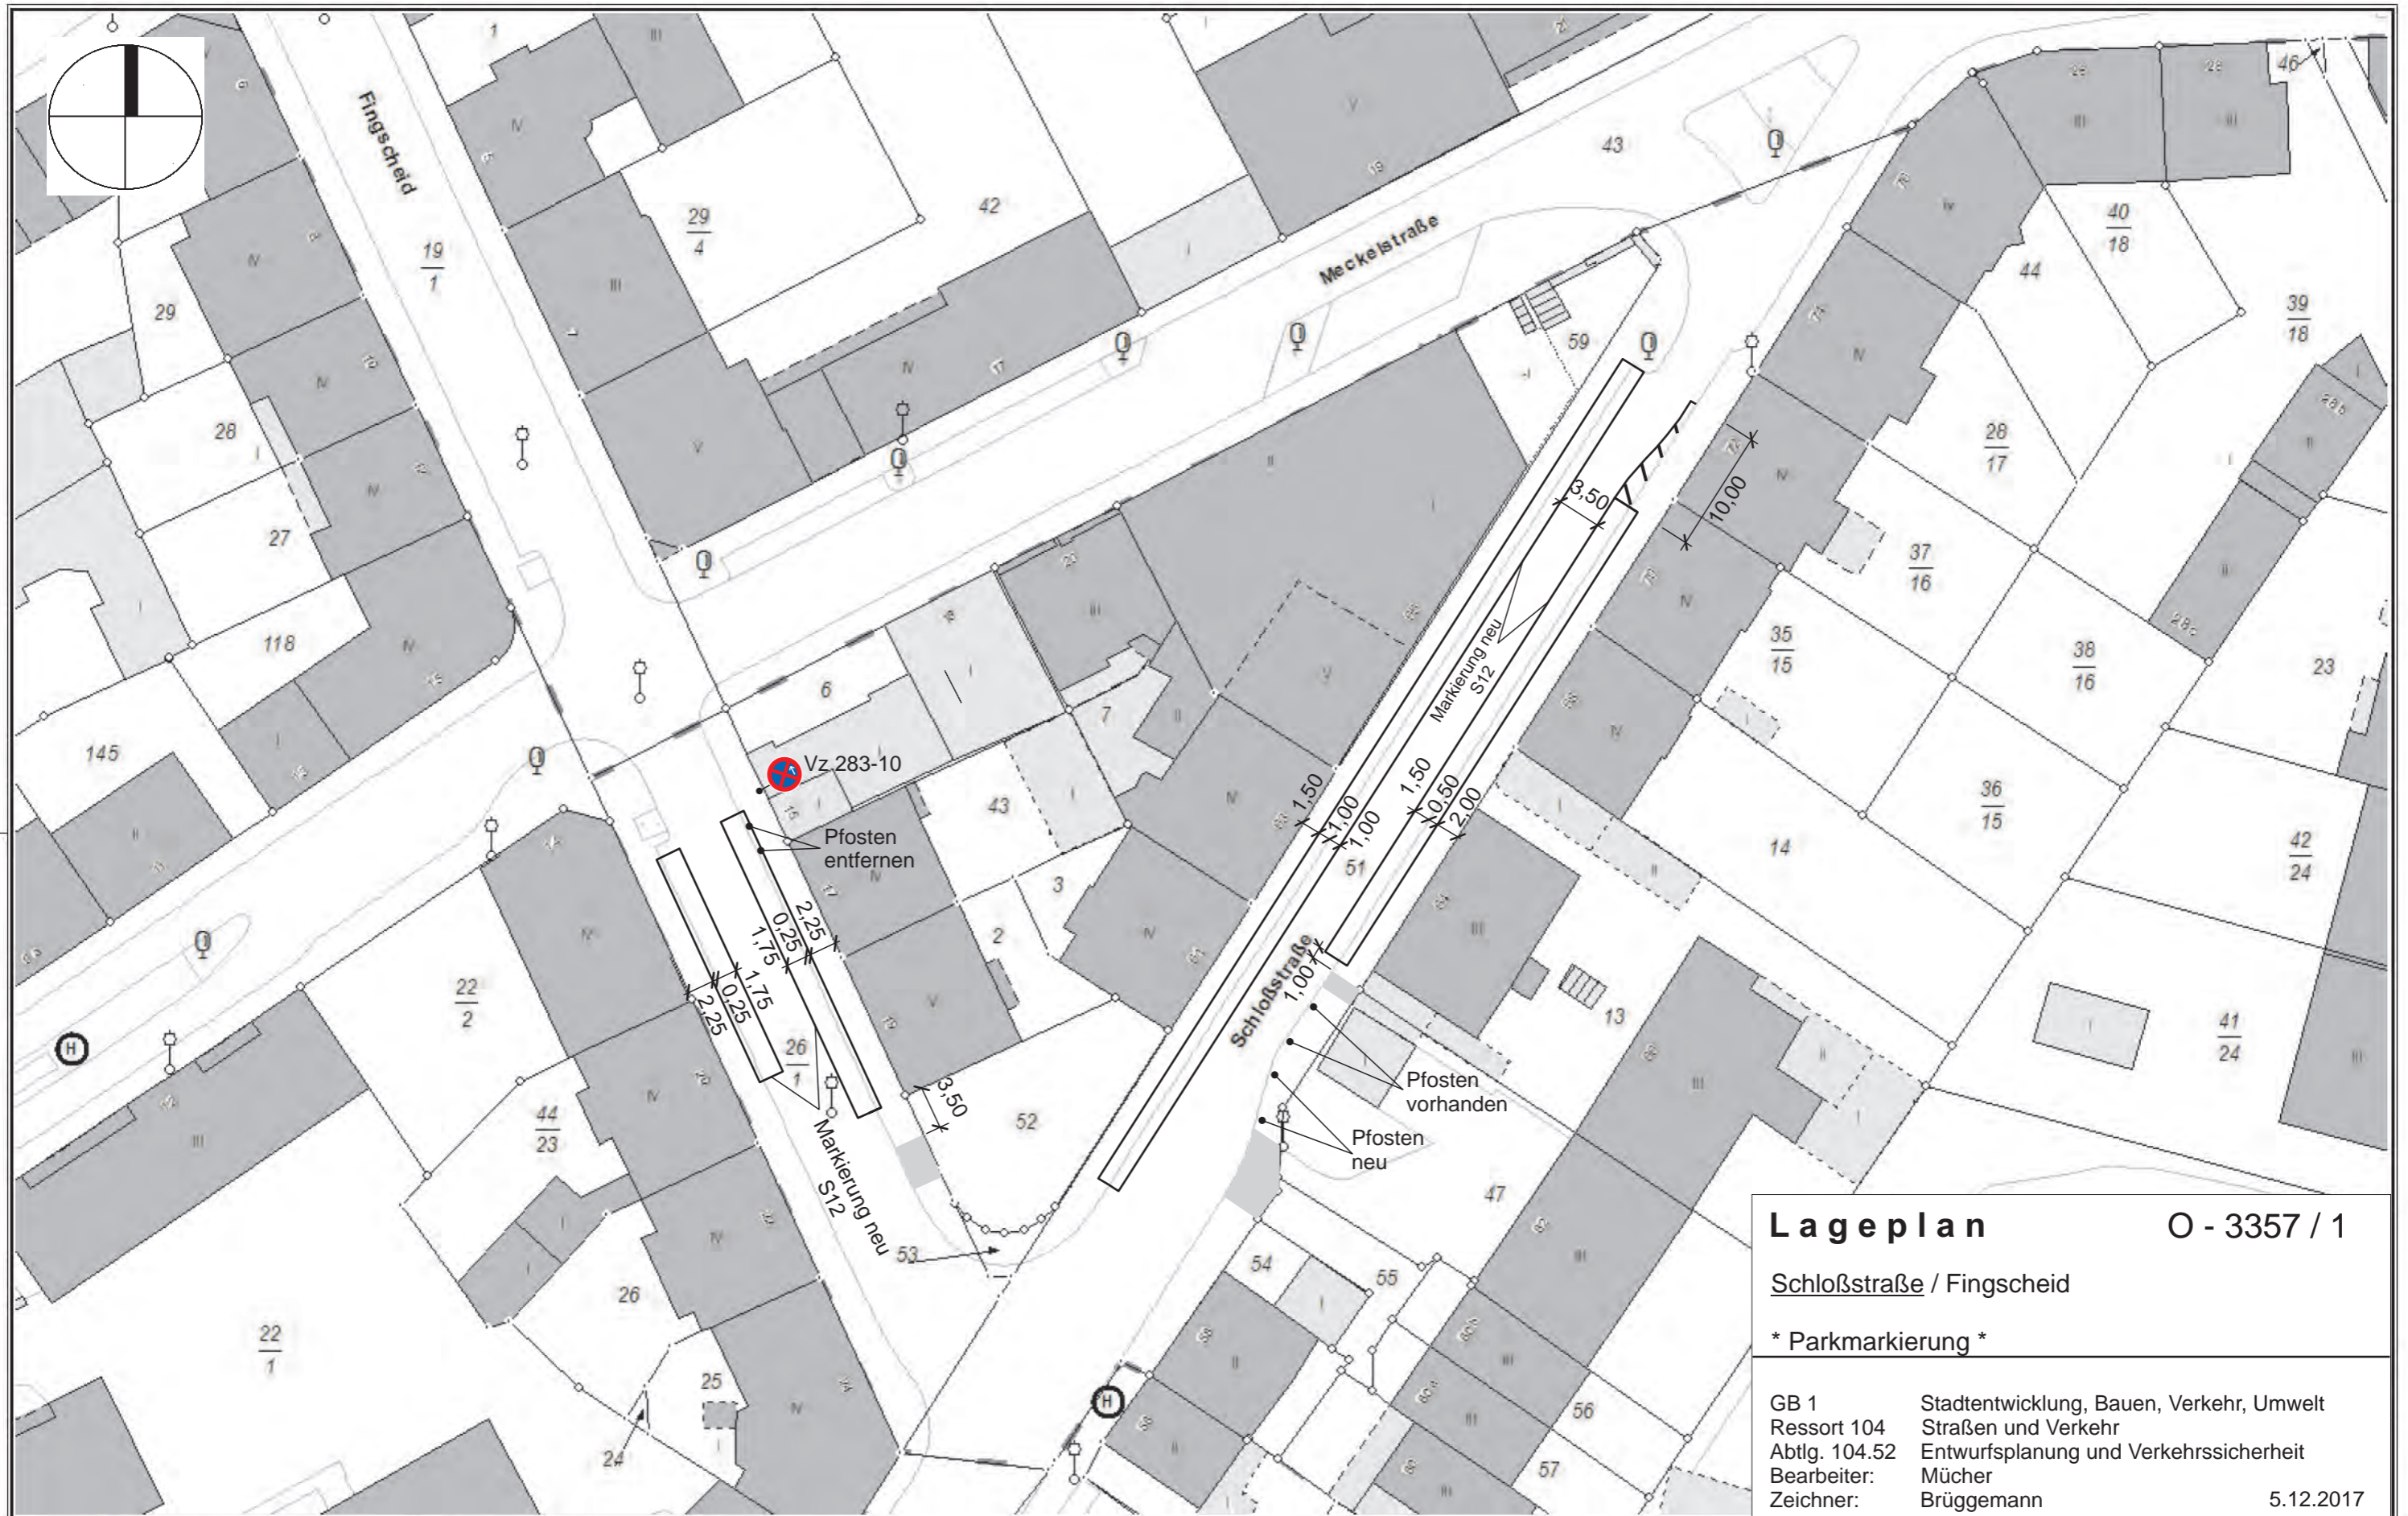 Fingscheid
Meckelstraße
Schloßstraße
1
III
IV
V
43
46
42
29
4
19
1
29
28
27
118
145
6
7
43
3
2
59
51
52
53
40
18
44
39
18
28
17
37
16
35
15
38
16
23
36
15
14
42
24
41
24
13
47
54
55
56
57
22
2
44
23
26
1
26
25
24
22
1
Vz 283-10
Pfosten
entfernen
2,25
0,25
1,75
1,75
0,25
2,25
3,50
Markierung neu
S12
3,50
10,00
Markierung neu
S12
1,50
1,00
1,00
1,50
0,50
2,00
1,00
Pfosten
vorhanden
Pfosten
neu
H
H
Lageplan
O - 3357 / 1
Schloßstraße / Fingscheid
* Parkmarkierung *
GB 1 Stadtentwicklung, Bauen, Verkehr, Umwelt
Ressort 104 Straßen und Verkehr
Abtlg. 104.52 Entwurfsplanung und Verkehrssicherheit
Bearbeiter: Mücher
Zeichner: Brüggemann 5.12.2017